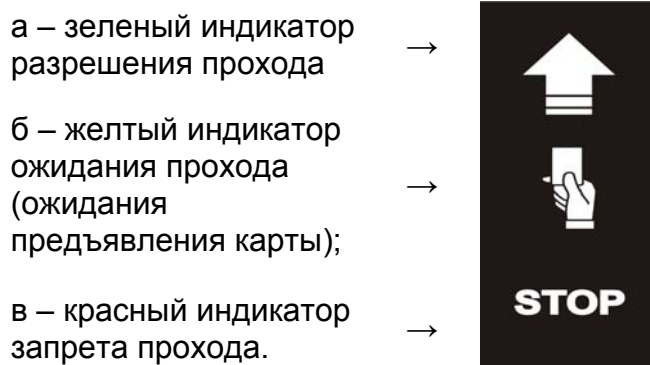 а – зеленый индикатор
разрешения прохода
→
б – желтый индикатор
ожидания прохода
(ожидания
предъявления карты);
→
в – красный индикатор
запрета прохода.
→
STOP